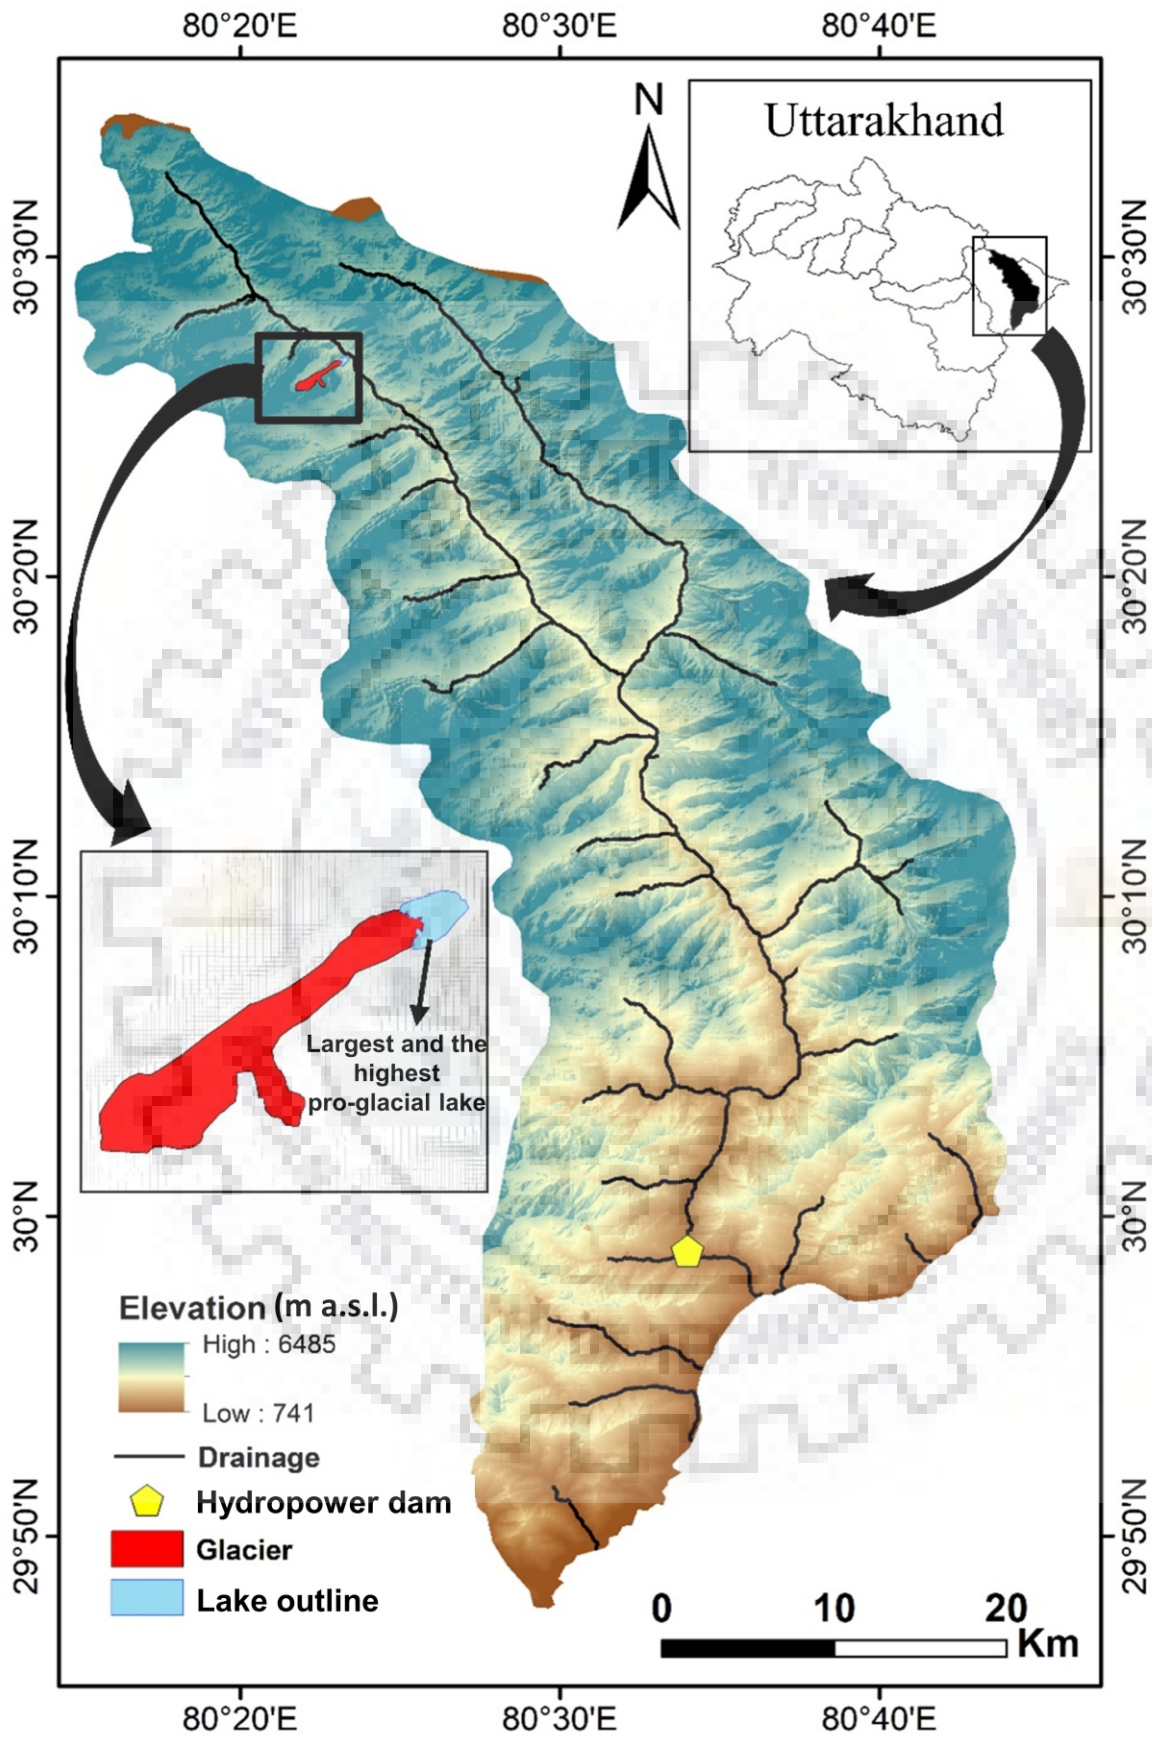 80°20'E 80°30'E 80°40'E
N
Uttarakhand
30°30'N 30°30'N
30°20'N 30°20'N
30°10'N 30°10'N
Largest and the
highest
pro-glacial lake
30°N 30°N
Elevation (m a.s.l.)
High : 6485
Low : 741
Drainage
Hydropower dam
Glacier
Lake outline
29°50'N 29°50'N
0 10 20
Km
80°20'E 80°30'E 80°40'E